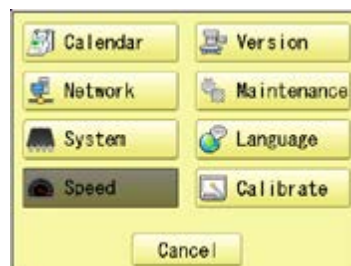 Calendar
Version
Network
Maintenance
System
Language
Speed
Calibrate
Cancel